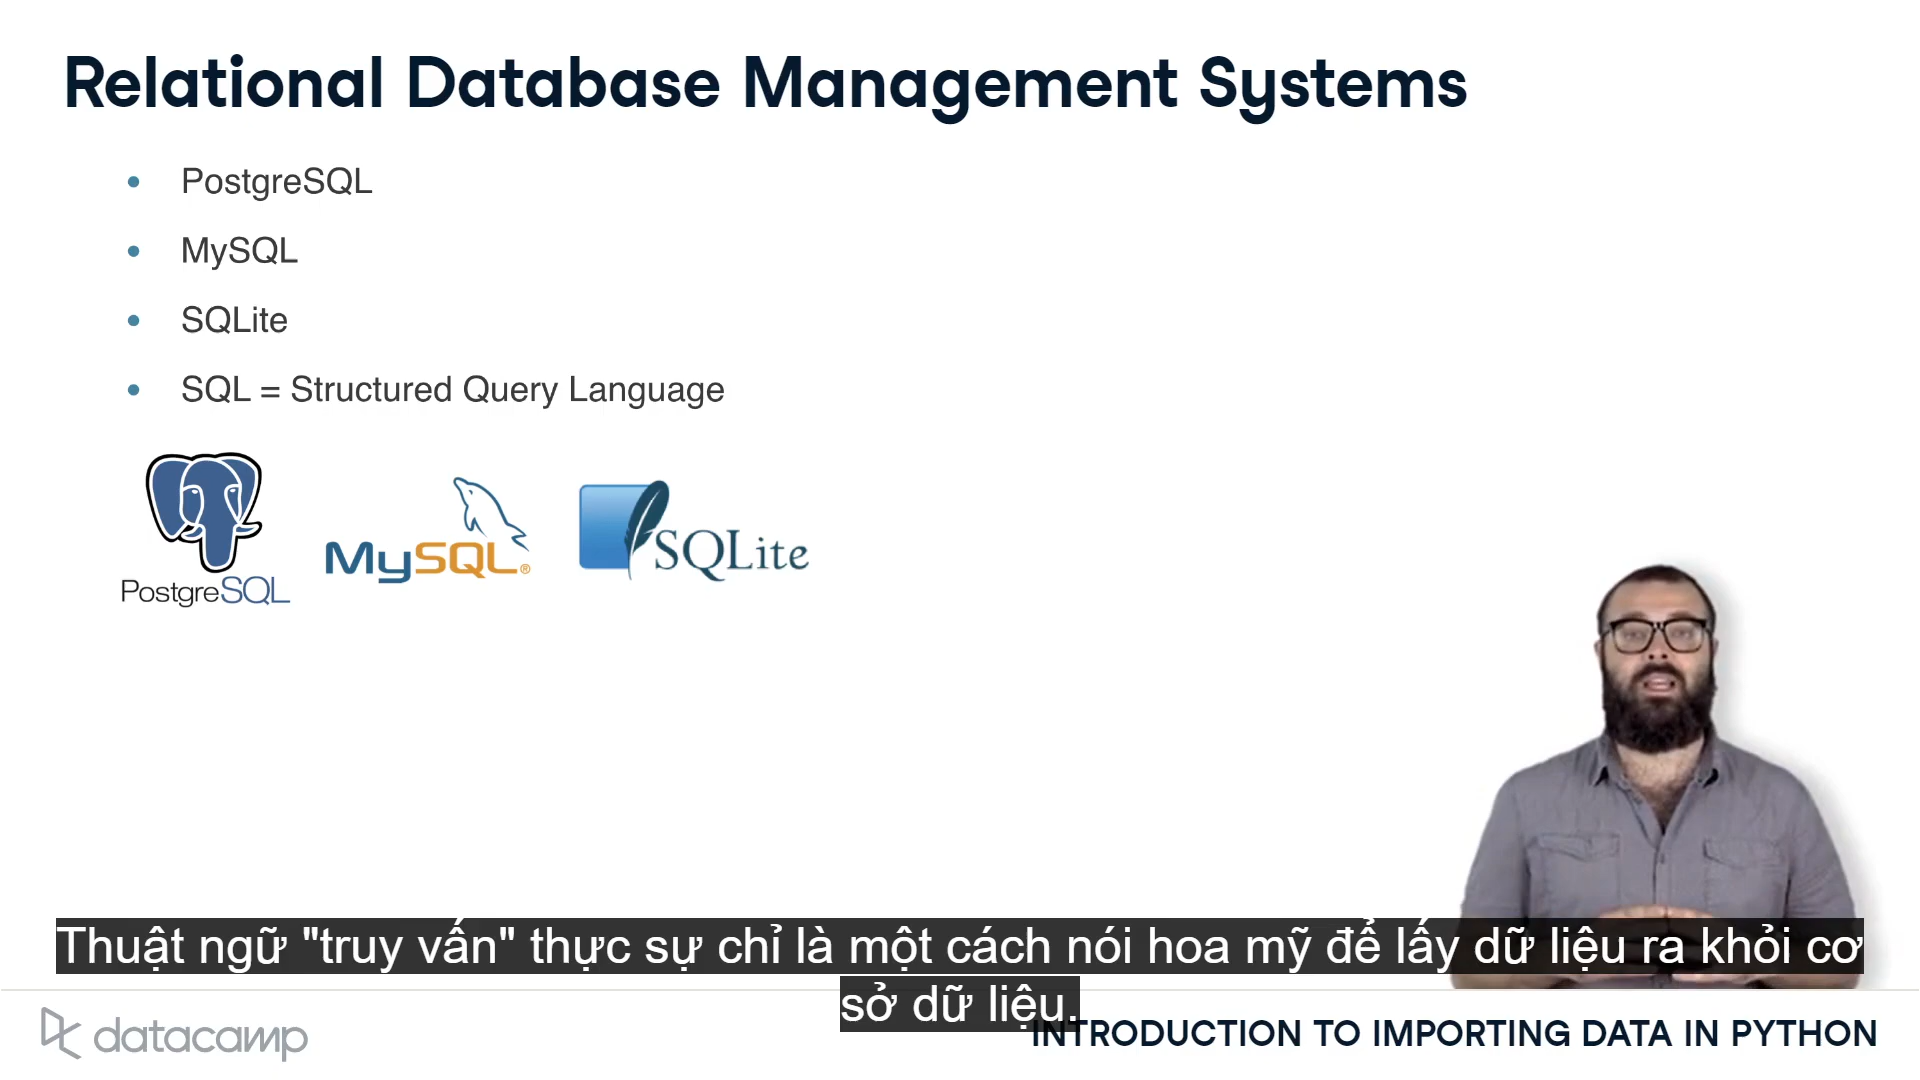 Relational Database Management Systems
PostgreSQL
MySQL
SQLite
SQL = Structured Query Language
PostgreSQL
MySQL®
SQLite
Thuật ngữ "truy vấn" thực sự chỉ là một cách nói hoa mỹ để lấy dữ liệu ra khỏi cơ
sở dữ liệu.
datacamp
INTRODUCTION TO IMPORTING DATA IN PYTHON